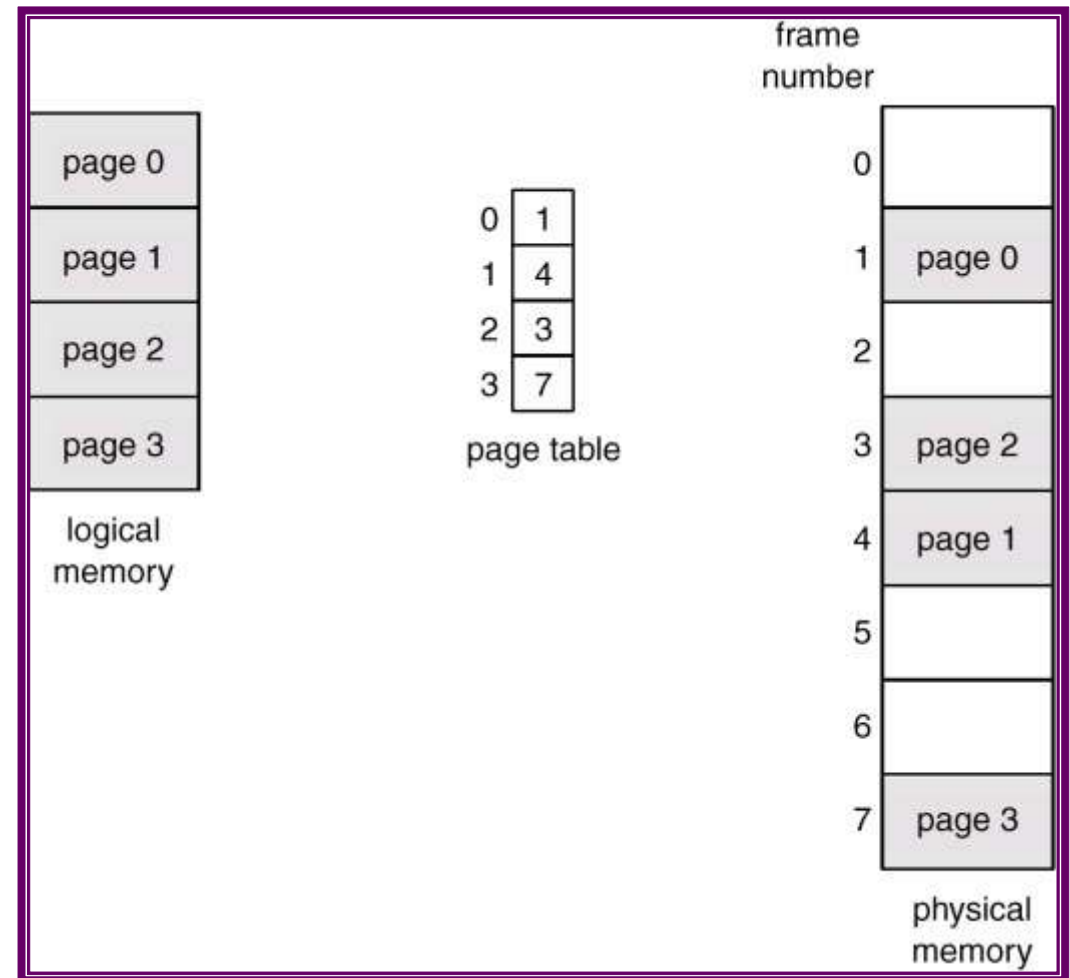 page 0
page 1
page 2
page 3
logical
memory
0 1
1 4
2 3
3 7
page table
frame
number
0
1 page 0
2
3 page 2
4 page 1
5
6
7 page 3
physical
memory